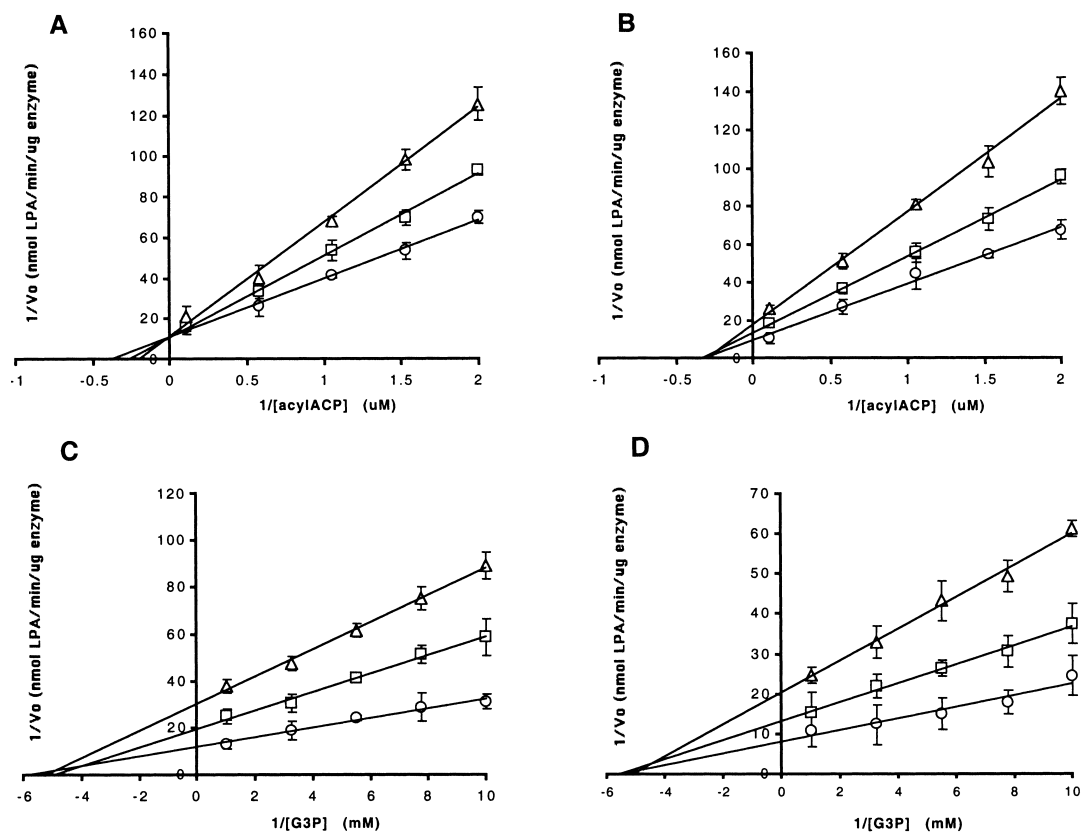 A
160
140
120
100
80
60
40
20
0
-1 -0.5 0 0.5 1 1.5 2
1/Vo (nmol LPA/min/ug enzyme)
1/[acylACP] (uM)
B
160
140
120
100
80
60
40
20
0
-1 -0.5 0 0.5 1 1.5 2
1/Vo (nmol LPA/min/ug enzyme)
1/[acylACP] (uM)
C
120
100
80
60
40
20
0
-6 -4 -2 0 2 4 6 8 10
1/Vo (nmol LPA/min/ug enzyme)
1/[G3P] (mM)
D
70
60
50
40
30
20
10
0
-6 -4 -2 0 2 4 6 8 10
1/Vo (nmol LPA/min/ug enzyme)
1/[G3P] (mM)